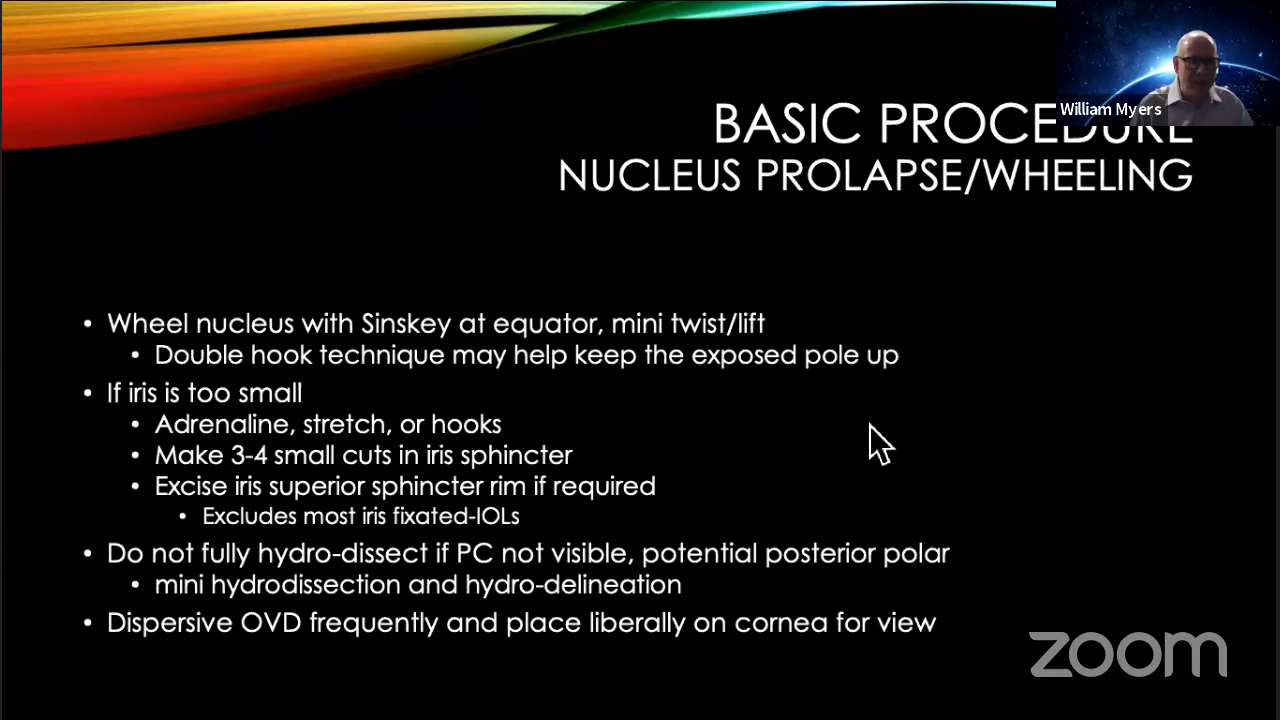 William Myers
BASIC PROCEDURE
NUCLEUS PROLAPSE/WHEELING
• Wheel nucleus with Sinskey at equator, mini twist/lift
• Double hook technique may help keep the exposed pole up
• If iris is too small
• Adrenaline, stretch, or hooks
• Make 3-4 small cuts in iris sphincter
• Excise iris superior sphincter rim if required
• Excludes most iris fixated-IOLs
• Do not fully hydro-dissect if PC not visible, potential posterior polar
• mini hydrodissection and hydro-delineation
• Dispersive OVD frequently and place liberally on cornea for view
zoom